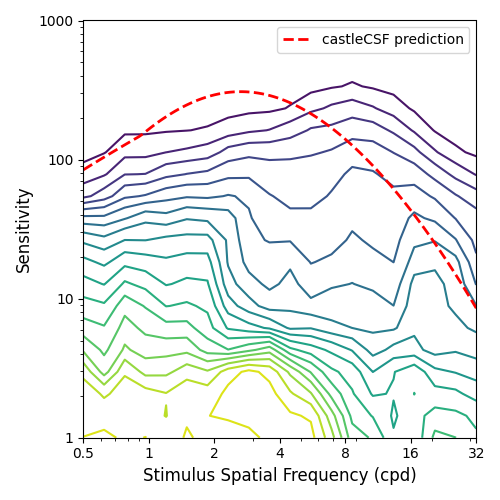 1000
castleCSF prediction
100
Sensitivity
10
1
0.5 1 2 4 8 16 32
Stimulus Spatial Frequency (cpd)